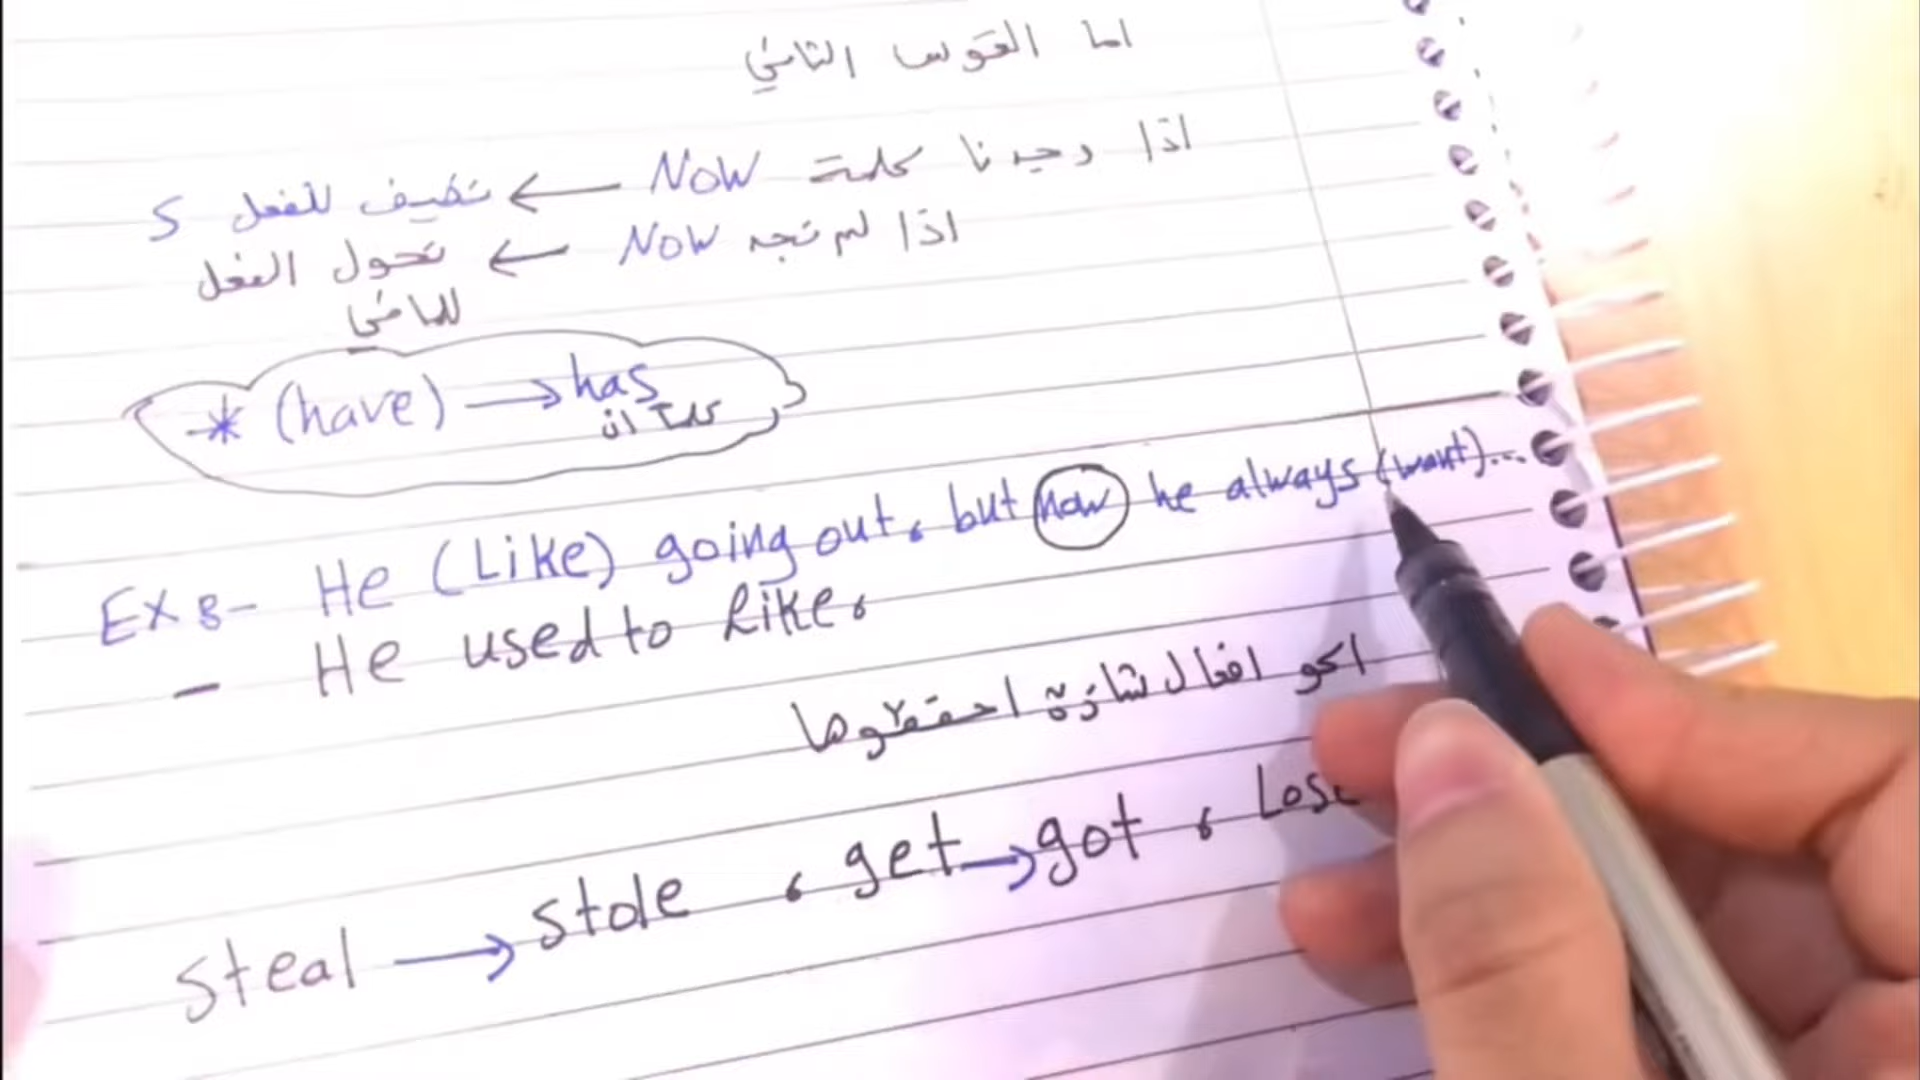 اما القوس الثاني
اذا وجدنا كلمة NOW ← نضيف للفعل S
اذا لم نجد NOW ← نحول الفعل
للماضي
* (have) → has
كلمة ان
Ex :- He (Like) going out, but now he always (want)...
- He used to like.
اكو افعال شاذة احفظوها
steal → stole , get → got , Lose